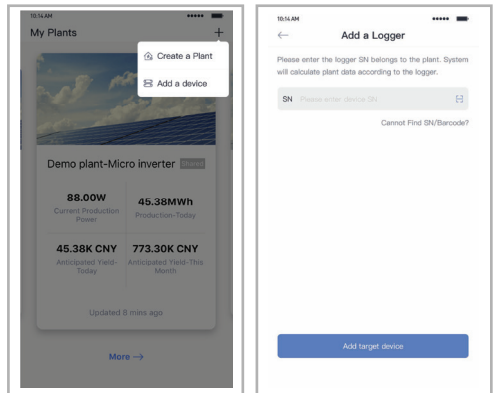 10:14 AM
My Plants
+
Create a Plant
Add a device
Demo plant-Micro inverter Shared
88.00W
Current Production
Power
45.38MWh
Production-Today
45.38K CNY
Anticipated Yield-
Today
773.30K CNY
Anticipated Yield-This
Month
Updated 8 mins ago
More →
10:14 AM
←
Add a Logger
Please enter the logger SN belongs to the plant. System
will calculate plant data according to the logger.
SN Please enter device SN
Cannot Find SN/Barcode?
Add target device